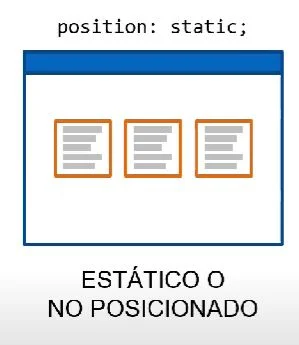 position: static;
ESTÁTICO O
NO POSICIONADO